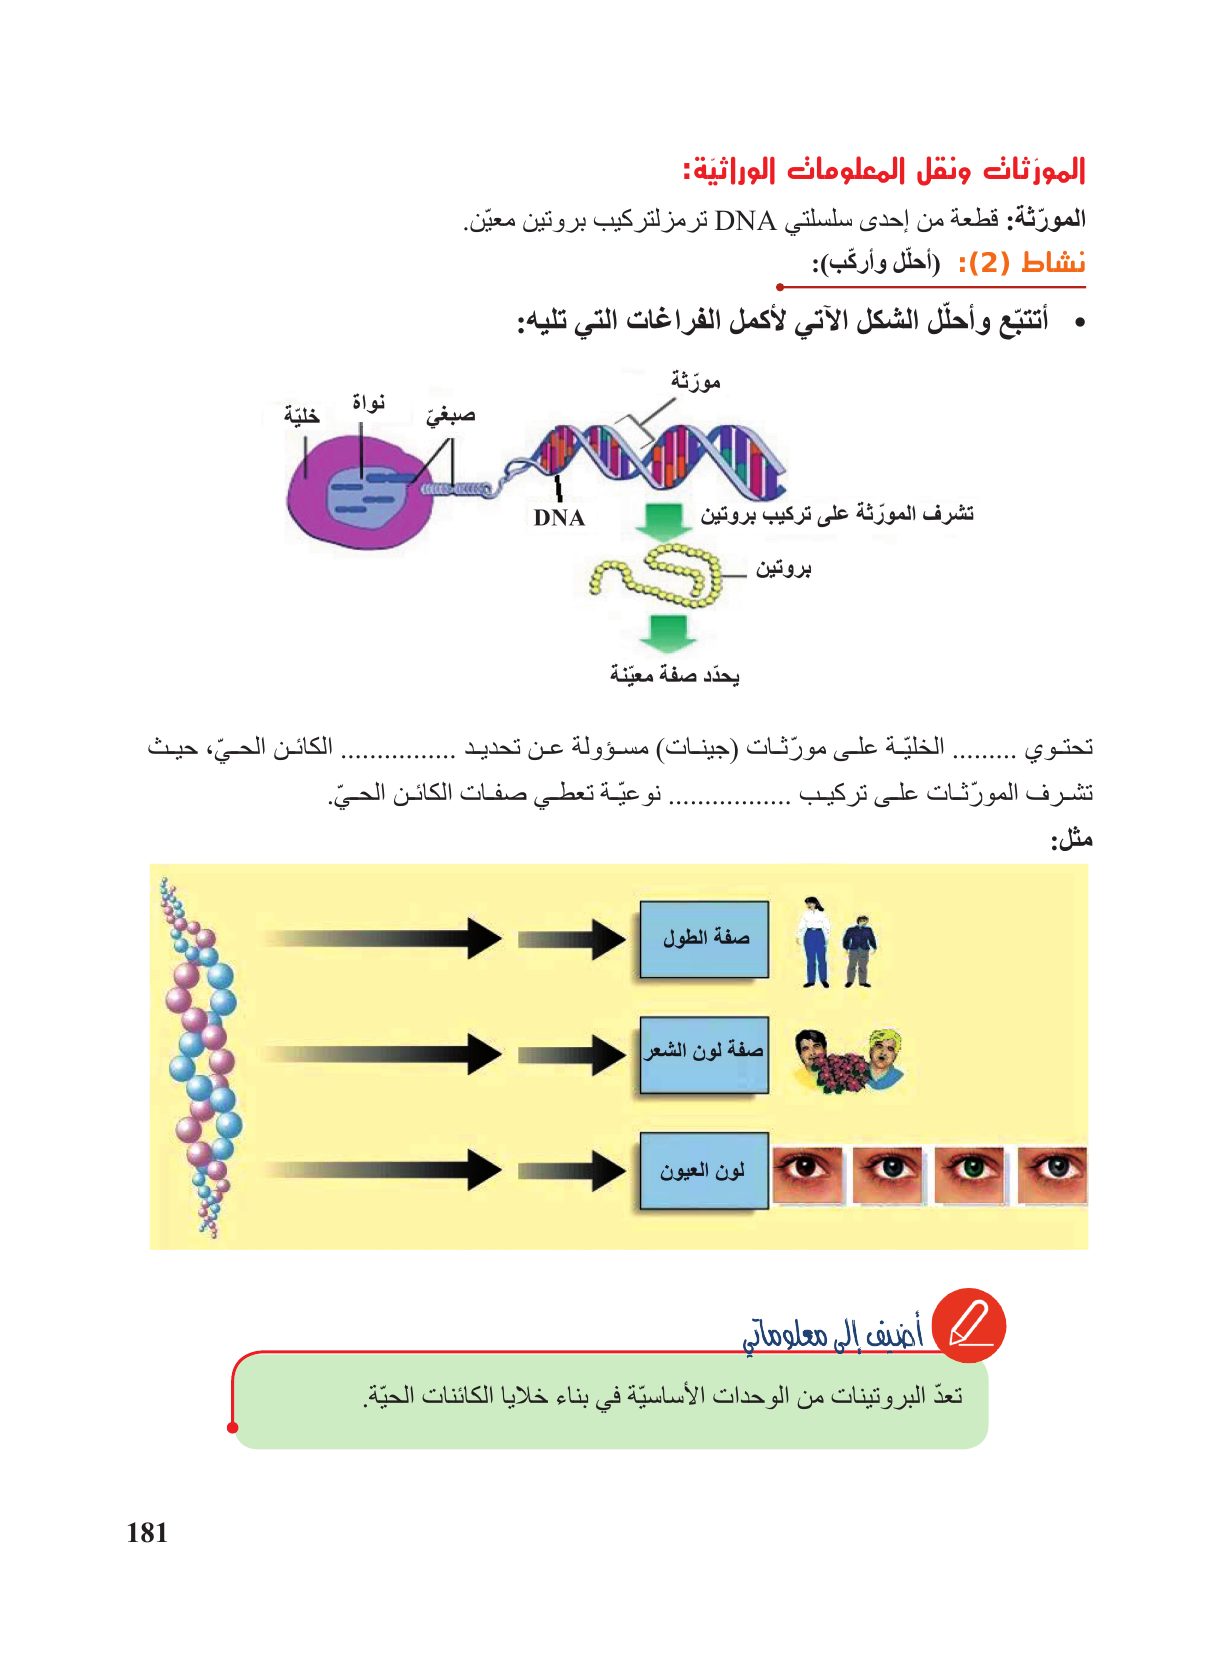 المورّثات ونقل المعلومات الوراثيّة:
المورّثة: قطعة من إحدى سلسلتي DNA ترمزلتركيب بروتين معيّن.
نشاط (2): (أحلّل وأركّب):
• أتتبّع وأحلّل الشكل الآتي لأكمل الفراغات التي تليه:
مورّثة
نواة
صبغيّ
خليّة
DNA
تشرف المورّثة على تركيب بروتين
بروتين
يحدّد صفة معيّنة
تحتوي ......... الخليّة على مورّثات (جينات) مسؤولة عن تحديد ................ الكائن الحيّ، حيث
تشرف المورّثات على تركيب ................. نوعيّة تعطي صفات الكائن الحيّ.
مثل:
صفة الطول
صفة لون الشعر
لون العيون
أضيف إلى معلوماتي
تعدّ البروتينات من الوحدات الأساسيّة في بناء خلايا الكائنات الحيّة.
181